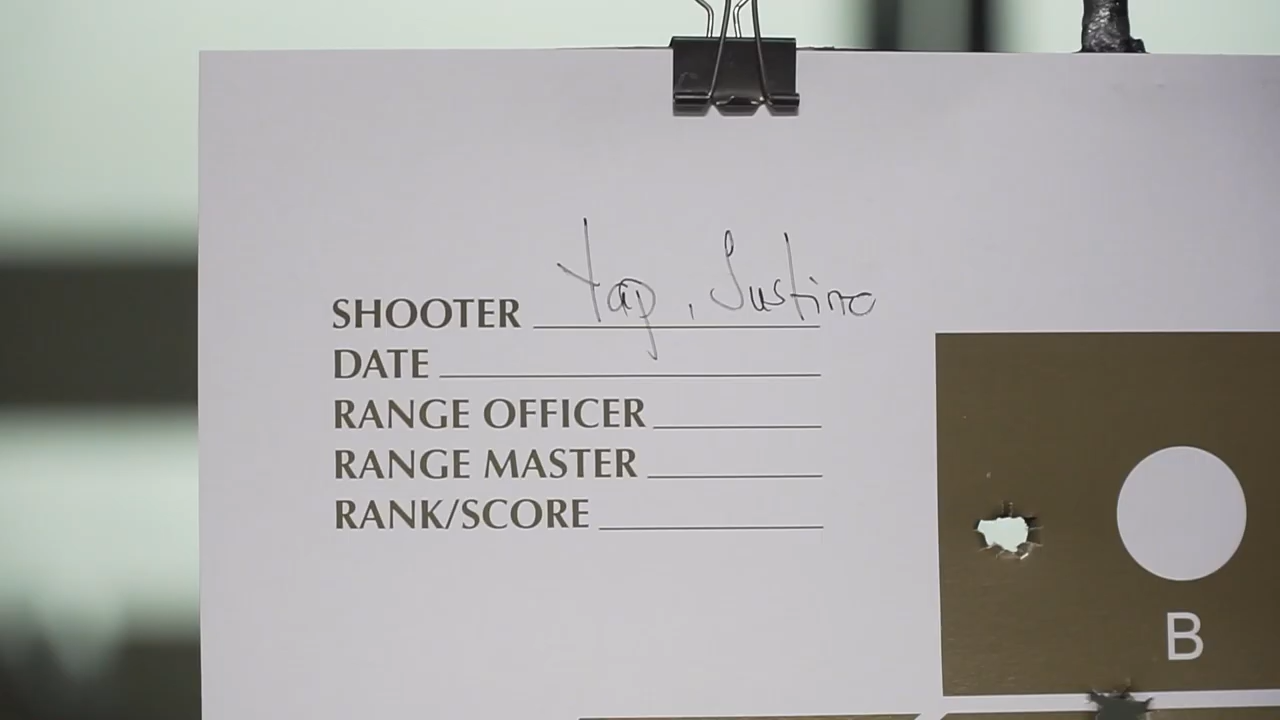 SHOOTER Yap, Justino
DATE
RANGE OFFICER
RANGE MASTER
RANK/SCORE
B